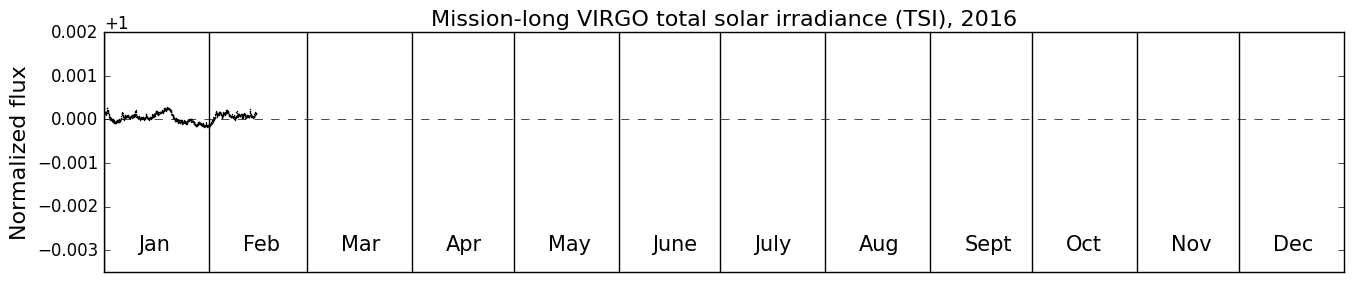 Mission-long VIRGO total solar irradiance (TSI), 2016
+1
0.002
0.001
0.000
−0.001
−0.002
−0.003
Normalized flux
Jan Feb Mar Apr May June July Aug Sept Oct Nov Dec